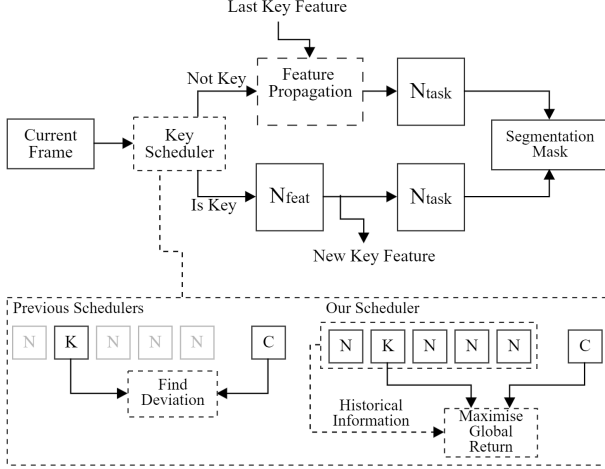 Last Key Feature
Not Key
Feature
Propagation
Ntask
Current
Frame
Key
Scheduler
Segmentation
Mask
Is Key
Nfeat
Ntask
New Key Feature
Previous Schedulers
N K N N N C
Find
Deviation
Our Scheduler
N K N N N C
Historical
Information
Maximise
Global
Return